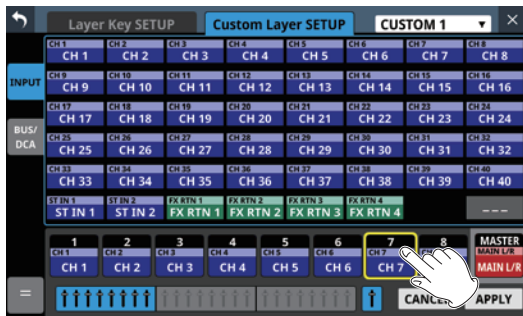 Layer Key SETUP Custom Layer SETUP CUSTOM 1 ▼ ×
CH 1 CH 2 CH 3 CH 4 CH 5 CH 6 CH 7 CH 8
CH 1 CH 2 CH 3 CH 4 CH 5 CH 6 CH 7 CH 8
INPUT
CH 9 CH 10 CH 11 CH 12 CH 13 CH 14 CH 15 CH 16
CH 9 CH 10 CH 11 CH 12 CH 13 CH 14 CH 15 CH 16
CH 17 CH 18 CH 19 CH 20 CH 21 CH 22 CH 23 CH 24
CH 17 CH 18 CH 19 CH 20 CH 21 CH 22 CH 23 CH 24
BUS/
DCA
CH 25 CH 26 CH 27 CH 28 CH 29 CH 30 CH 31 CH 32
CH 25 CH 26 CH 27 CH 28 CH 29 CH 30 CH 31 CH 32
CH 33 CH 34 CH 35 CH 36 CH 37 CH 38 CH 39 CH 40
CH 33 CH 34 CH 35 CH 36 CH 37 CH 38 CH 39 CH 40
ST IN 1 ST IN 2 FX RTN 1 FX RTN 2 FX RTN 3 FX RTN 4
ST IN 1 ST IN 2 FX RTN 1 FX RTN 2 FX RTN 3 FX RTN 4 ---
1 2 3 4 5 6 7 8 MASTER
CH 1 CH 2 CH 3 CH 4 CH 5 CH 6 CH 7 MAIN L/R
CH 1 CH 2 CH 3 CH 4 CH 5 CH 6 CH 7 MAIN L/R
APPLY